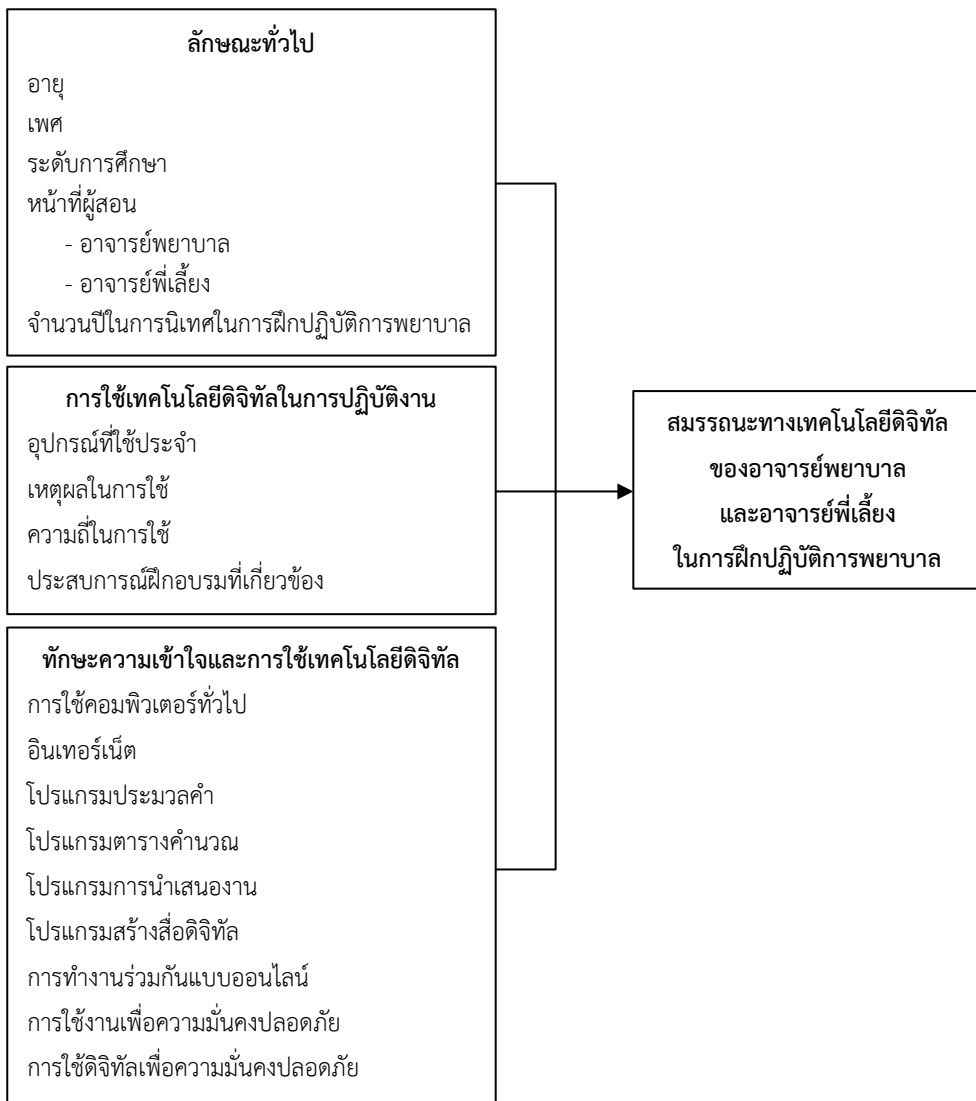 ลักษณะทั่วไป
อายุ
เพศ
ระดับการศึกษา
หน้าที่ผู้สอน
- อาจารย์พยาบาล
- อาจารย์พี่เลี้ยง
จำนวนปีในการนิเทศในการฝึกปฏิบัติการพยาบาล
การใช้เทคโนโลยีดิจิทัลในการปฏิบัติงาน
อุปกรณ์ที่ใช้ประจำ
เหตุผลในการใช้
ความถี่ในการใช้
ประสบการณ์ฝึกอบรมที่เกี่ยวข้อง
ทักษะความเข้าใจและการใช้เทคโนโลยีดิจิทัล
การใช้คอมพิวเตอร์ทั่วไป
อินเทอร์เน็ต
โปรแกรมประมวลคำ
โปรแกรมตารางคำนวณ
โปรแกรมการนำเสนองาน
โปรแกรมสร้างสื่อดิจิทัล
การทำงานร่วมกันแบบออนไลน์
การใช้งานเพื่อความมั่นคงปลอดภัย
การใช้ดิจิทัลเพื่อความมั่นคงปลอดภัย
สมรรถนะทางเทคโนโลยีดิจิทัล
ของอาจารย์พยาบาล
และอาจารย์พี่เลี้ยง
ในการฝึกปฏิบัติการพยาบาล